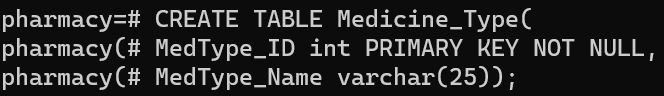 pharmacy=# CREATE TABLE Medicine_Type(
pharmacy(# MedType_ID int PRIMARY KEY NOT NULL,
pharmacy(# MedType_Name varchar(25));